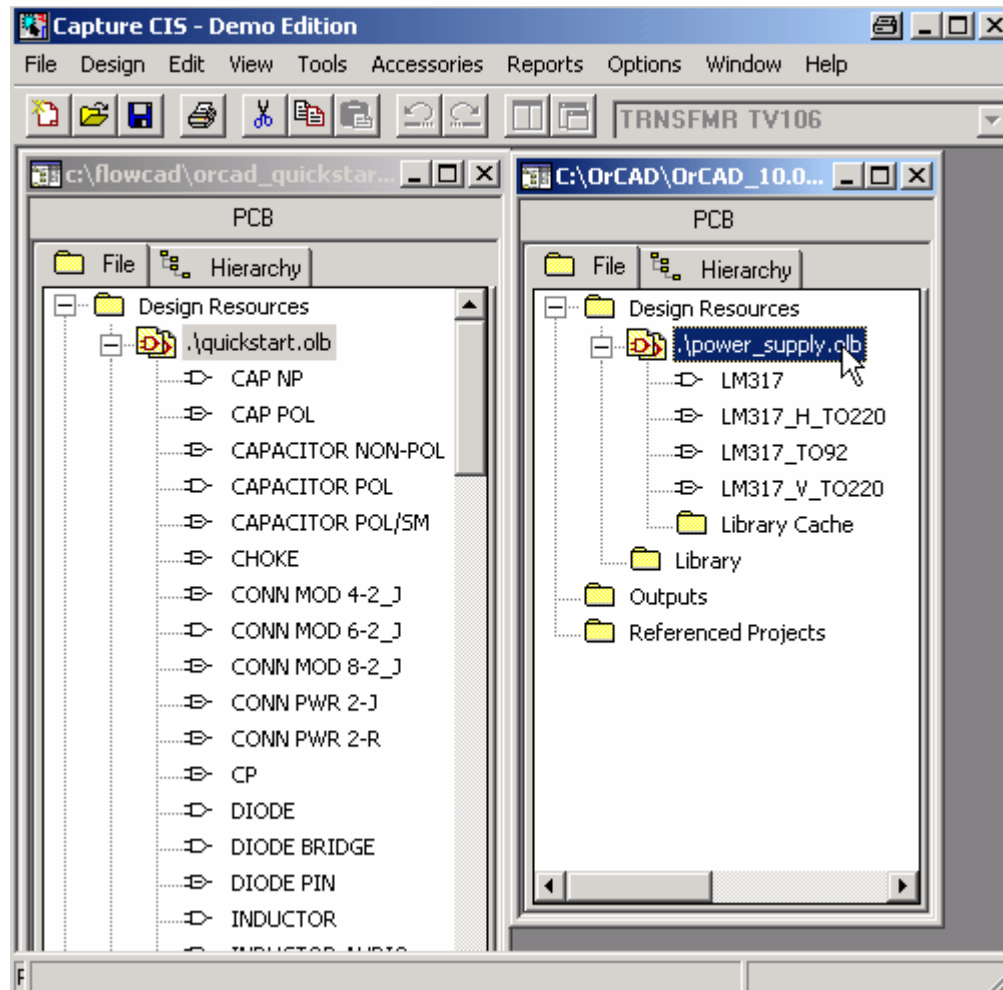 Capture CIS - Demo Edition
File Design Edit View Tools Accessories Reports Options Window Help
TRNSFMR TV106
c:\flowcad\orcad_quickstar...
PCB
File Hierarchy
Design Resources
.\quickstart.olb
CAP NP
CAP POL
CAPACITOR NON-POL
CAPACITOR POL
CAPACITOR POL/SM
CHOKE
CONN MOD 4-2_J
CONN MOD 6-2_J
CONN MOD 8-2_J
CONN PWR 2-J
CONN PWR 2-R
CP
DIODE
DIODE BRIDGE
DIODE PIN
INDUCTOR
C:\OrCAD\OrCAD_10.0...
PCB
File Hierarchy
Design Resources
.\power_supply.olb
LM317
LM317_H_TO220
LM317_TO92
LM317_V_TO220
Library Cache
Library
Outputs
Referenced Projects